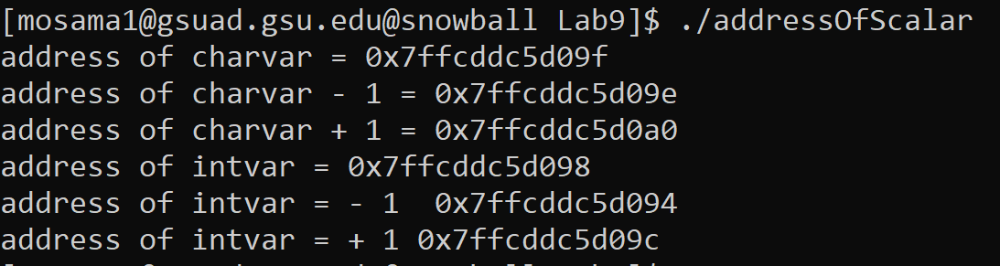 [mosama1@gsuad.gsu.edu@snowball Lab9]$ ./addressOfScalar
address of charvar = 0x7ffcddc5d09f
address of charvar - 1 = 0x7ffcddc5d09e
address of charvar + 1 = 0x7ffcddc5d0a0
address of intvar = 0x7ffcddc5d098
address of intvar = - 1  0x7ffcddc5d094
address of intvar = + 1 0x7ffcddc5d09c